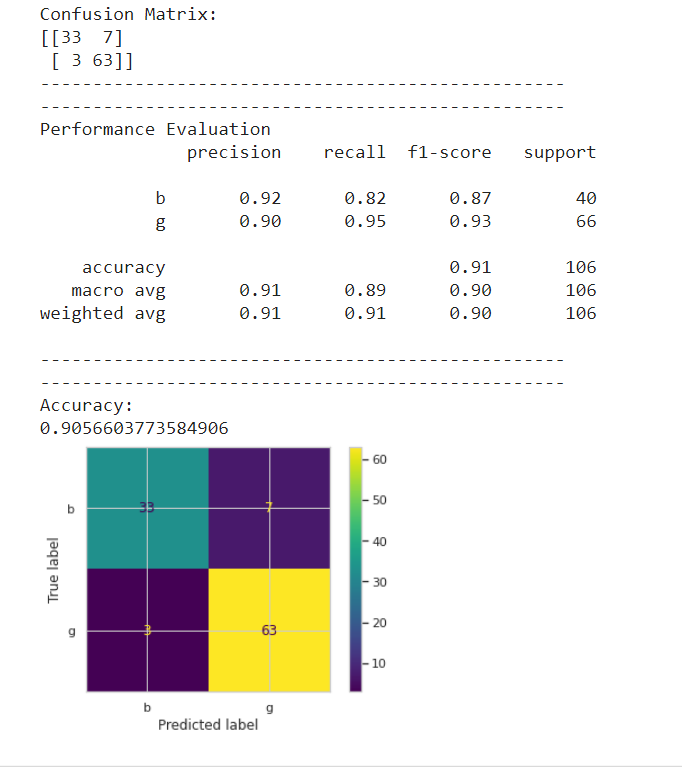 Confusion Matrix:
[[33  7]
 [ 3 63]]
--------------------------------------------------
--------------------------------------------------
Performance Evaluation
              precision    recall  f1-score   support

           b       0.92      0.82      0.87        40
           g       0.90      0.95      0.93        66

    accuracy                           0.91       106
   macro avg       0.91      0.89      0.90       106
weighted avg       0.91      0.91      0.90       106

--------------------------------------------------
--------------------------------------------------
Accuracy:
0.9056603773584906
60
b 33 7
50
40
True label
30
g 3 63
20
10
b g
Predicted label